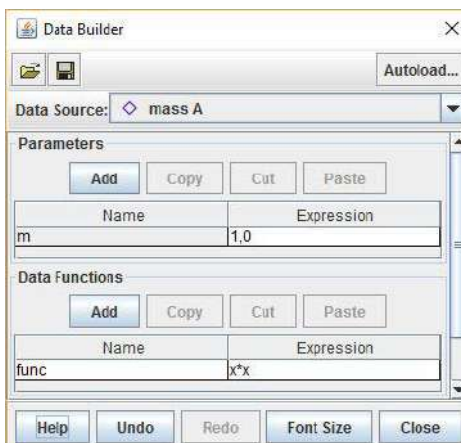 Data Builder
Autoload...
Data Source: mass A
Parameters
Add Copy Cut Paste
Name Expression
m 1,0
Data Functions
Add Copy Cut Paste
Name Expression
func x*x
Help Undo Redo Font Size Close